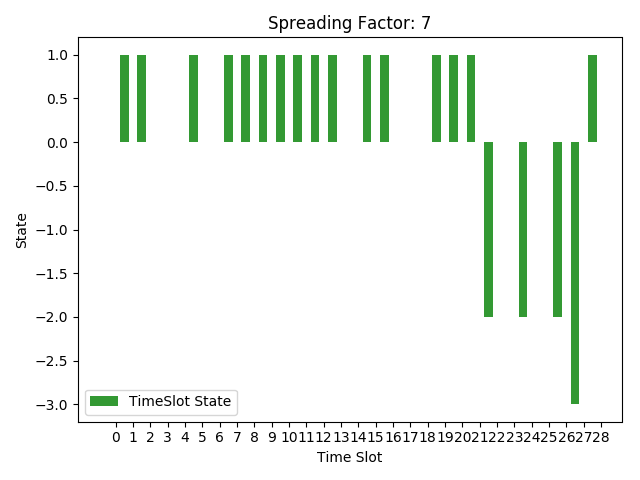 Spreading Factor: 7
1.0
0.5
0.0
−0.5
−1.0
−1.5
−2.0
−2.5
−3.0
State
TimeSlot State
0 1 2 3 4 5 6 7 8 9 10 11 12 13 14 15 16 17 18 19 20 21 22 23 24 25 26 27 28
Time Slot